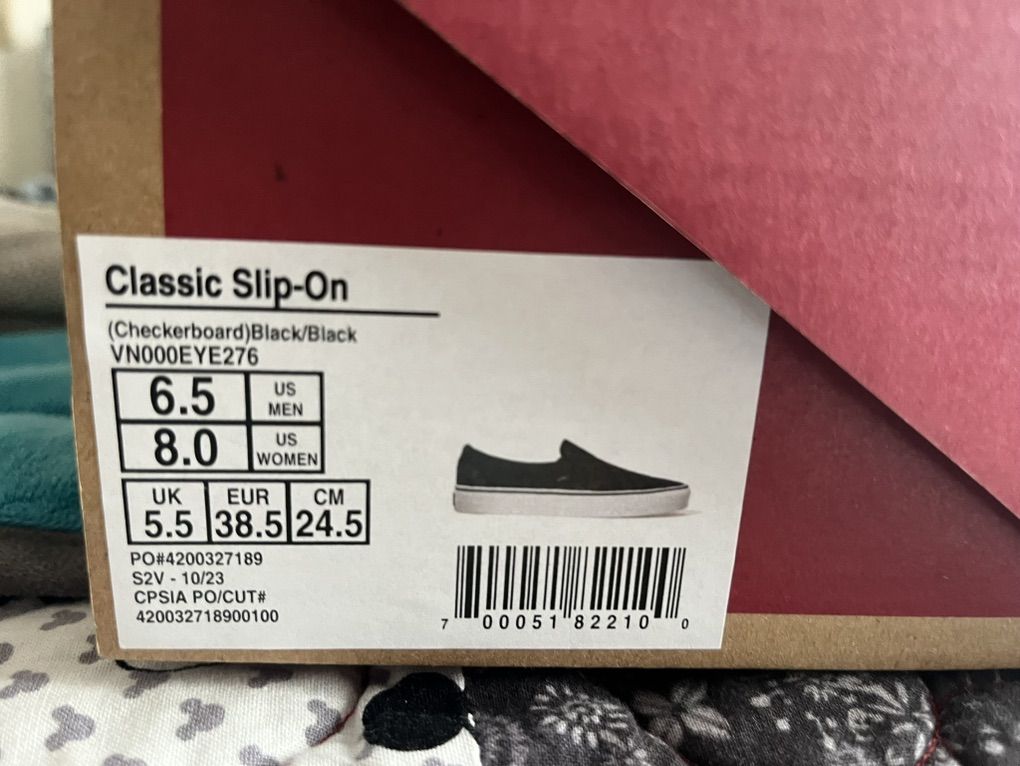 Classic Slip-On
(Checkerboard)Black/Black
VN000EYE276
6.5 US MEN
8.0 US WOMEN
UK EUR CM
5.5 38.5 24.5
PO#4200327189
S2V - 10/23
CPSIA PO/CUT#
420032718900100
7 00051 82210 0